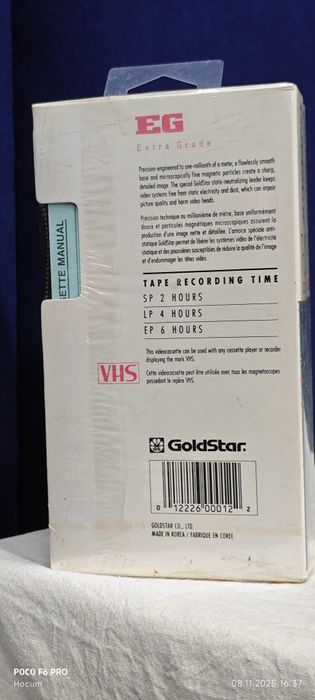 EG
Extra Grade
Precision-engineered to one-millionth of a meter, a flawlessly smooth
base and microscopically fine magnetic particles create a sharp,
detailed image. The special GoldStar static-neutralizing leader keeps
video systems free from static electricity and dust, which can impair
picture quality and harm video heads.
Précision technique au millionième de mètre, base uniformément
douce et particules magnétiques microscopiques assurent la
production d'une image nette et détaillée. L'amorce spéciale anti-
statique GoldStar permet de libérer les systèmes vidéo de l'électricité
statique et des poussières susceptibles de réduire la qualité de l'image
et d'endommager les têtes vidéo.
ETTE MANUAL
TAPE RECORDING TIME
SP 2 HOURS
LP 4 HOURS
EP 6 HOURS
This videocassette can be used with any cassette player or recorder
displaying the mark VHS.
VHS
Cette videocassette peut être utilisée avec tous les magnetoscopes
possedant le repère VHS.
GoldStar.
0 12226 00012 2
GOLDSTAR CO., LTD.
MADE IN KOREA / FABRIQUE EN COREE
POCO F6 PRO
Носит
08.11.2025 16:37